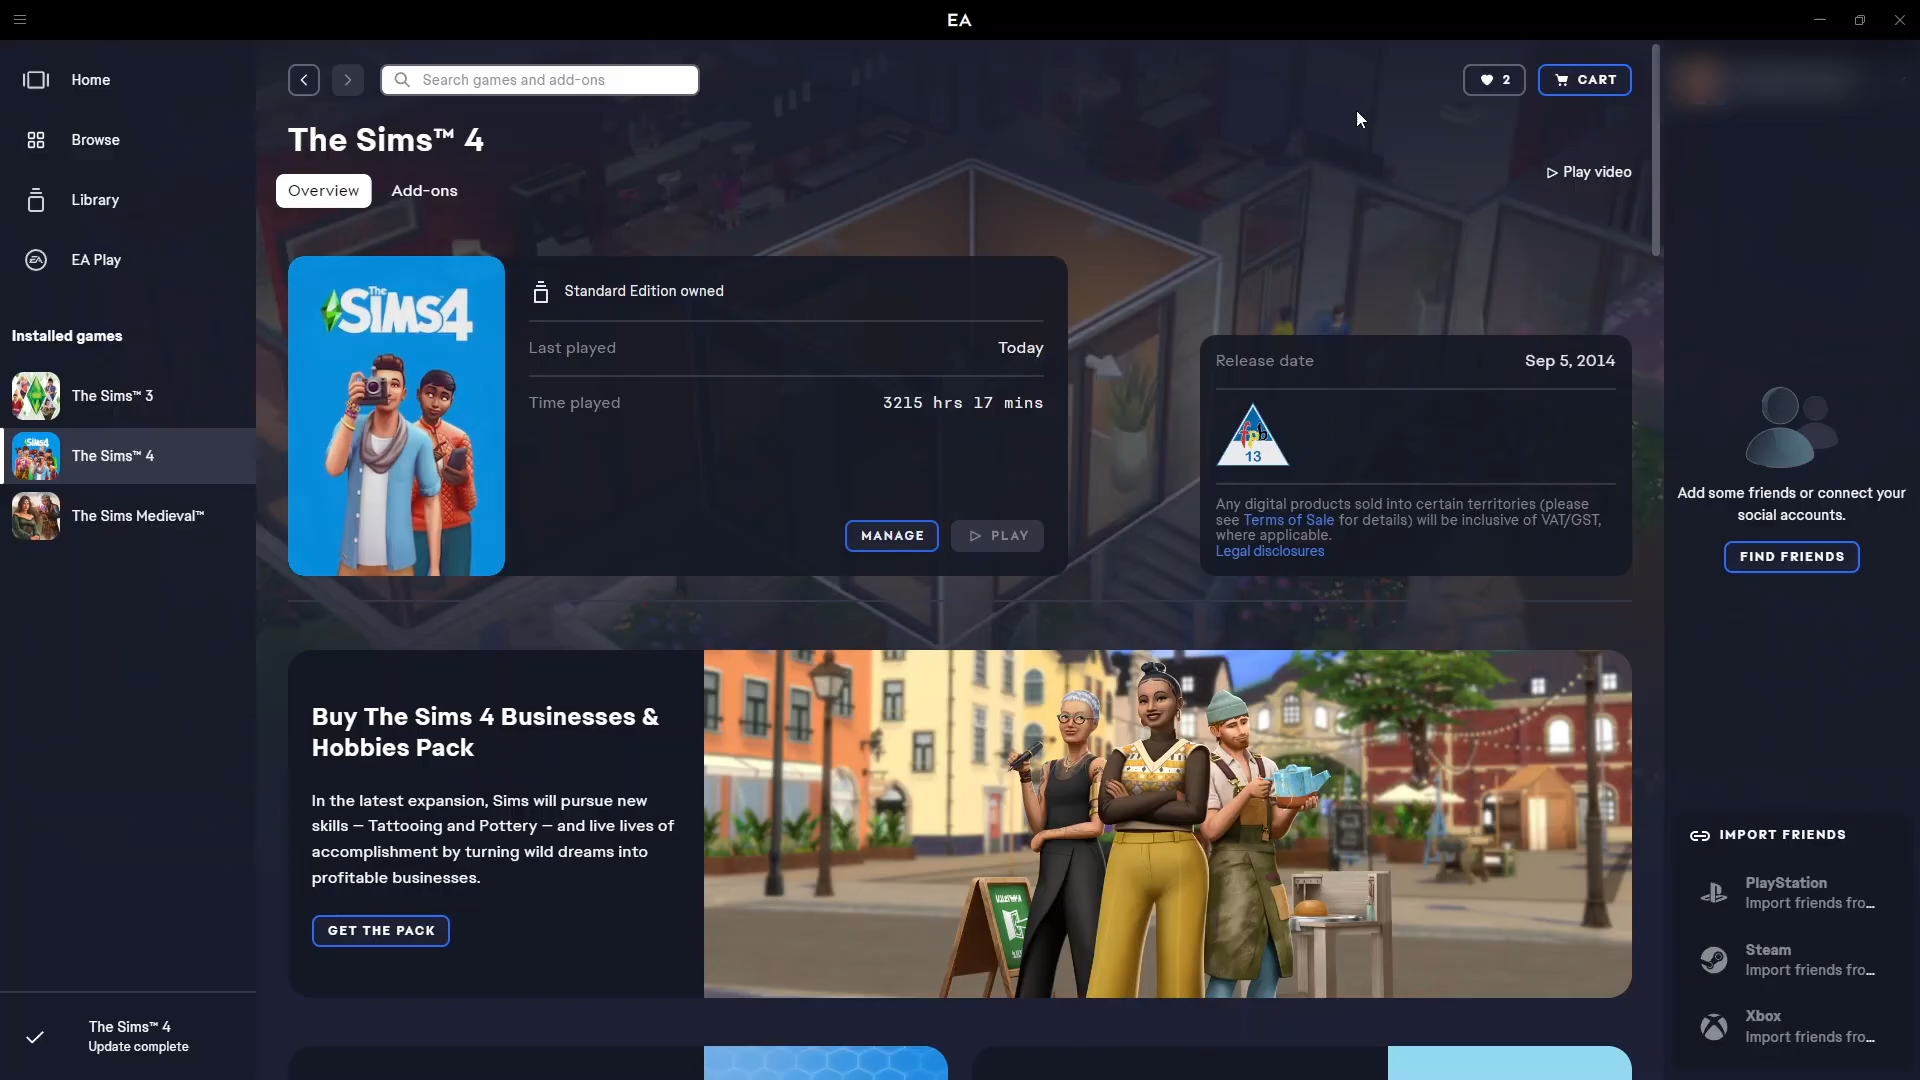 EA
Home
Browse
Library
EA Play
Installed games
The Sims™ 3
The Sims™ 4
The Sims Medieval™
The Sims™ 4
Update complete
Search games and add-ons
2
CART
The Sims™ 4
Play video
Overview
Add-ons
The SIMS 4
Standard Edition owned
Last played
Today
Time played
3215 hrs 17 mins
MANAGE
PLAY
Release date
Sep 5, 2014
fpb
13
Any digital products sold into certain territories (please
see Terms of Sale for details) will be inclusive of VAT/GST,
where applicable.
Legal disclosures
Buy The Sims 4 Businesses &
Hobbies Pack
In the latest expansion, Sims will pursue new
skills – Tattooing and Pottery – and live lives of
accomplishment by turning wild dreams into
profitable businesses.
GET THE PACK
Add some friends or connect your
social accounts.
FIND FRIENDS
IMPORT FRIENDS
PlayStation
Import friends fro...
Steam
Import friends fro...
Xbox
Import friends fro...